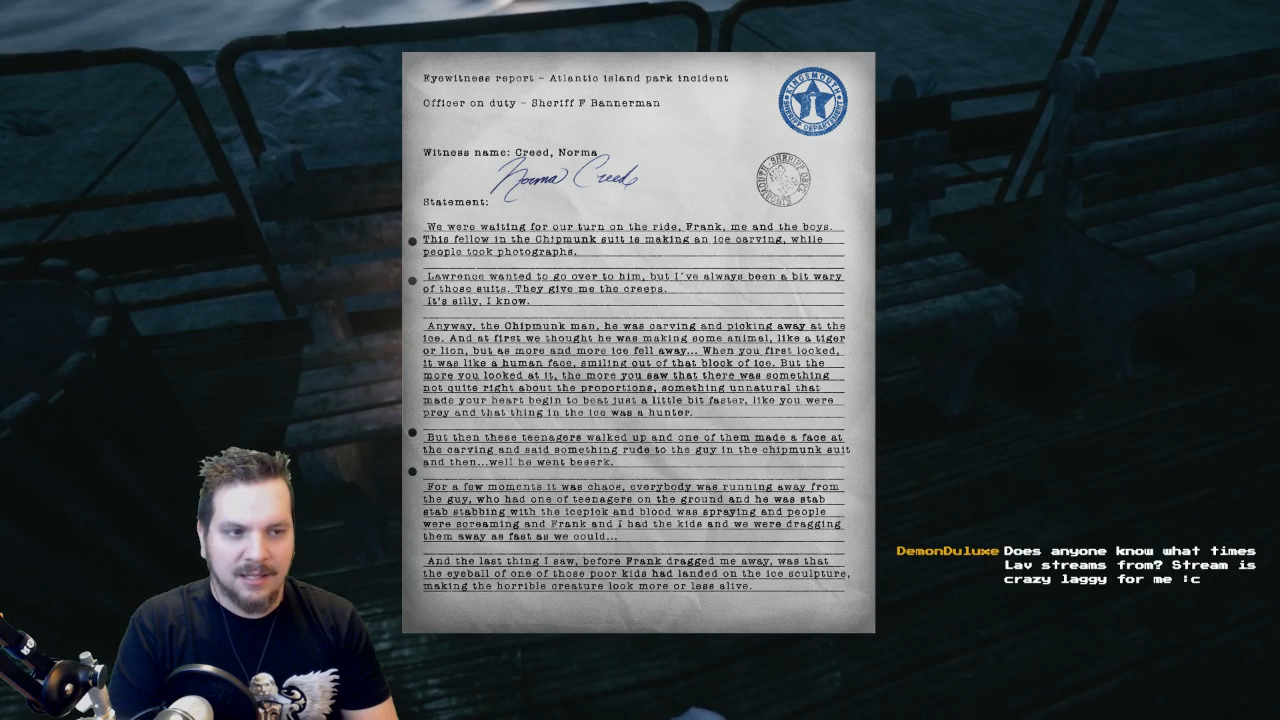 Eyewitness report - Atlantic island park incident
Officer on duty - Sheriff F Bannerman
KINGSMOUTH
SHERIFF DEPARTMENT
Witness name: Creed, Norma
Norma Creed
Statement:
We were waiting for our turn on the ride, Frank, me and the boys.
This fellow in the Chipmunk suit is making an ice carving, while
people took photographs.
Lawrence wanted to go over to him, but I've always been a bit wary
of those suits. They give me the creeps.
It's silly, I know.
Anyway, the Chipmunk man, he was carving and picking away at the
ice. And at first we thought he was making some animal, like a tiger
or lion, but as more and more ice fell away... When you first looked,
it was like a human face, smiling out of that block of ice. But the
more you looked at it, the more you saw that there was something
not quite right about the proportions, something unnatural that
made your heart begin to beat just a little bit faster, like you were
prey and that thing in the ice was a hunter.
But then these teenagers walked up and one of them made a face at
the carving and said something rude to the guy in the chipmunk suit
and then...well he went beserk.
For a few moments it was chaos, everybody was running away from
the guy, who had one of teenagers on the ground and he was stab
stab stabbing with the icepick and blood was spraying and people
were screaming and Frank and I had the kids and we were dragging
them away as fast as we could...
And the last thing I saw, before Frank dragged me away, was that
the eyeball of one of those poor kids had landed on the ice sculpture,
making the horrible creature look more or less alive.
DemonDuluxe Does anyone know what times
Lav streams from? Stream is
crazy laggy for me :c